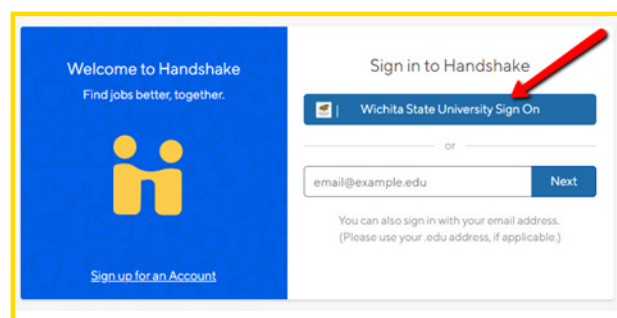 Welcome to Handshake
Find jobs better, together.
Sign up for an Account
Sign in to Handshake
| Wichita State University Sign On
or
email@example.edu
Next
You can also sign in with your email address.
(Please use your .edu address, if applicable.)